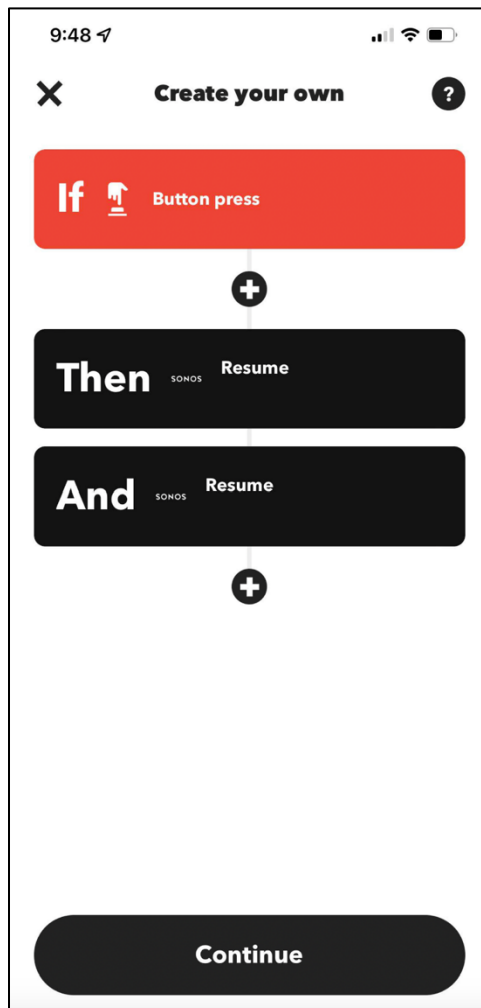 9:48
Create your own
?
If Button press
Then SONOS Resume
And SONOS Resume
Continue